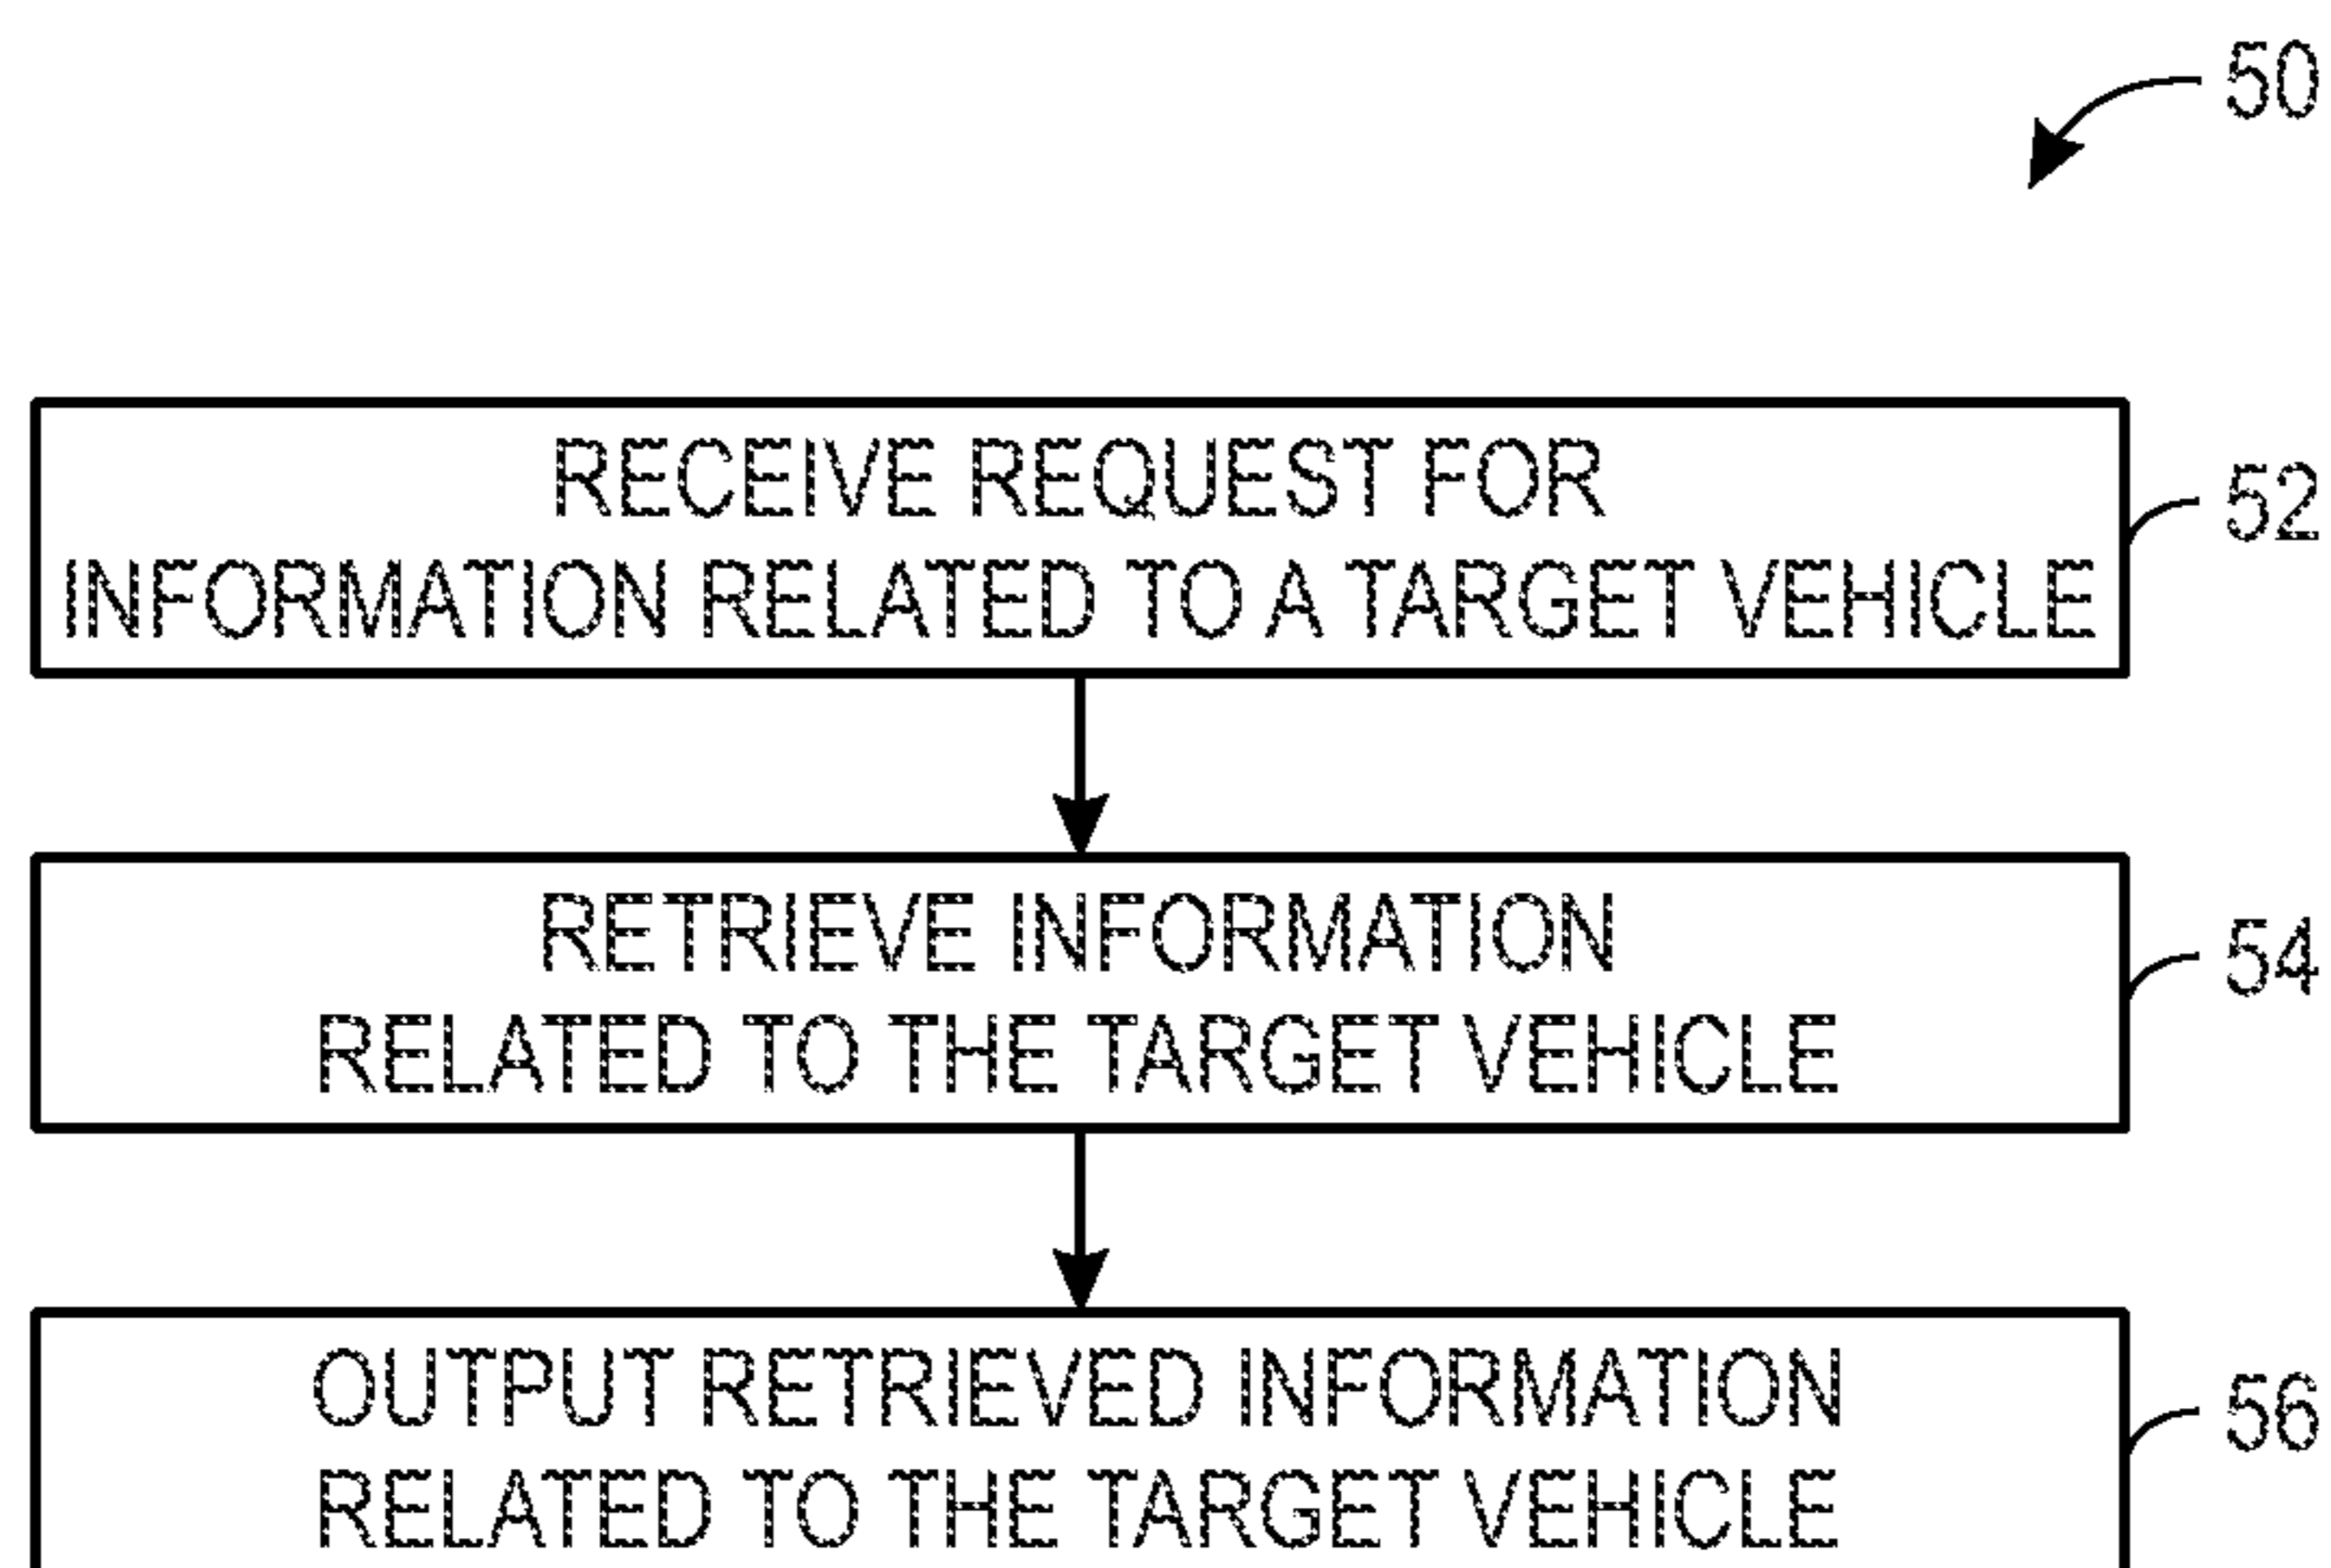 50
RECEIVE REQUEST FOR
INFORMATION RELATED TO A TARGET VEHICLE
52
RETRIEVE INFORMATION
RELATED TO THE TARGET VEHICLE
54
OUTPUT RETRIEVED INFORMATION
RELATED TO THE TARGET VEHICLE
56